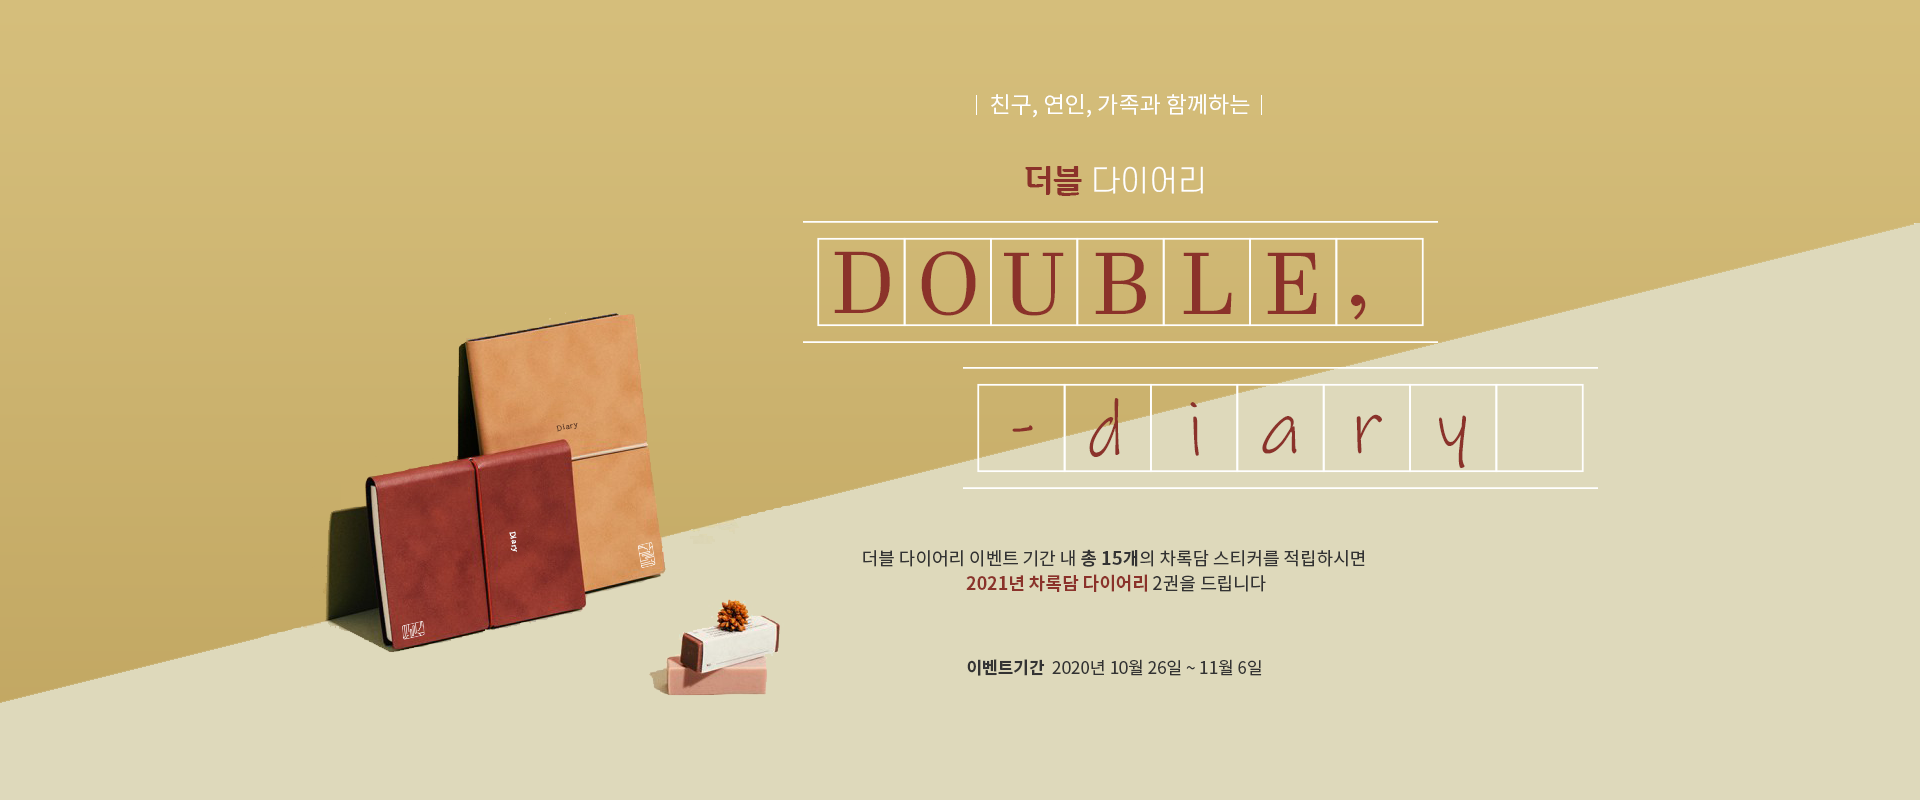 친구, 연인, 가족과 함께하는
더블 다이어리
DOUBLE,
-diary
더블 다이어리 이벤트 기간 내 총 15개의 차록담 스티커를 적립하시면
2021년 차록담 다이어리 2권을 드립니다
이벤트기간 2020년 10월 26일 ~ 11월 6일
Diary
Diary